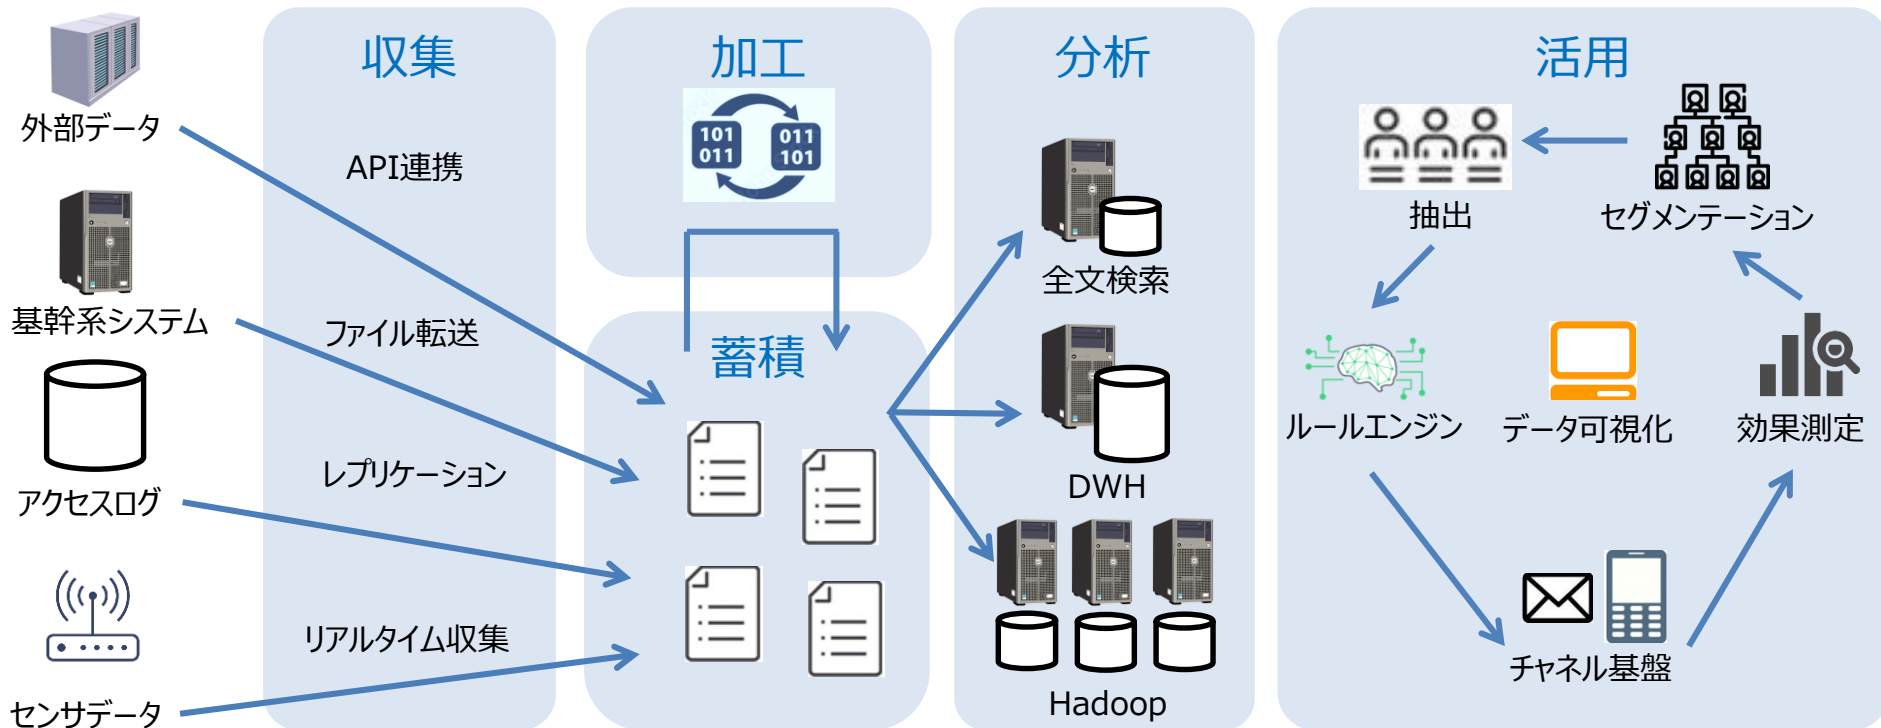 外部データ
基幹系システム
アクセスログ
センサデータ
収集
API連携
ファイル転送
レプリケーション
リアルタイム収集
加工
101
011
011
101
蓄積
分析
全文検索
DWH
Hadoop
活用
抽出
セグメンテーション
ルールエンジン
データ可視化
効果測定
チャネル基盤